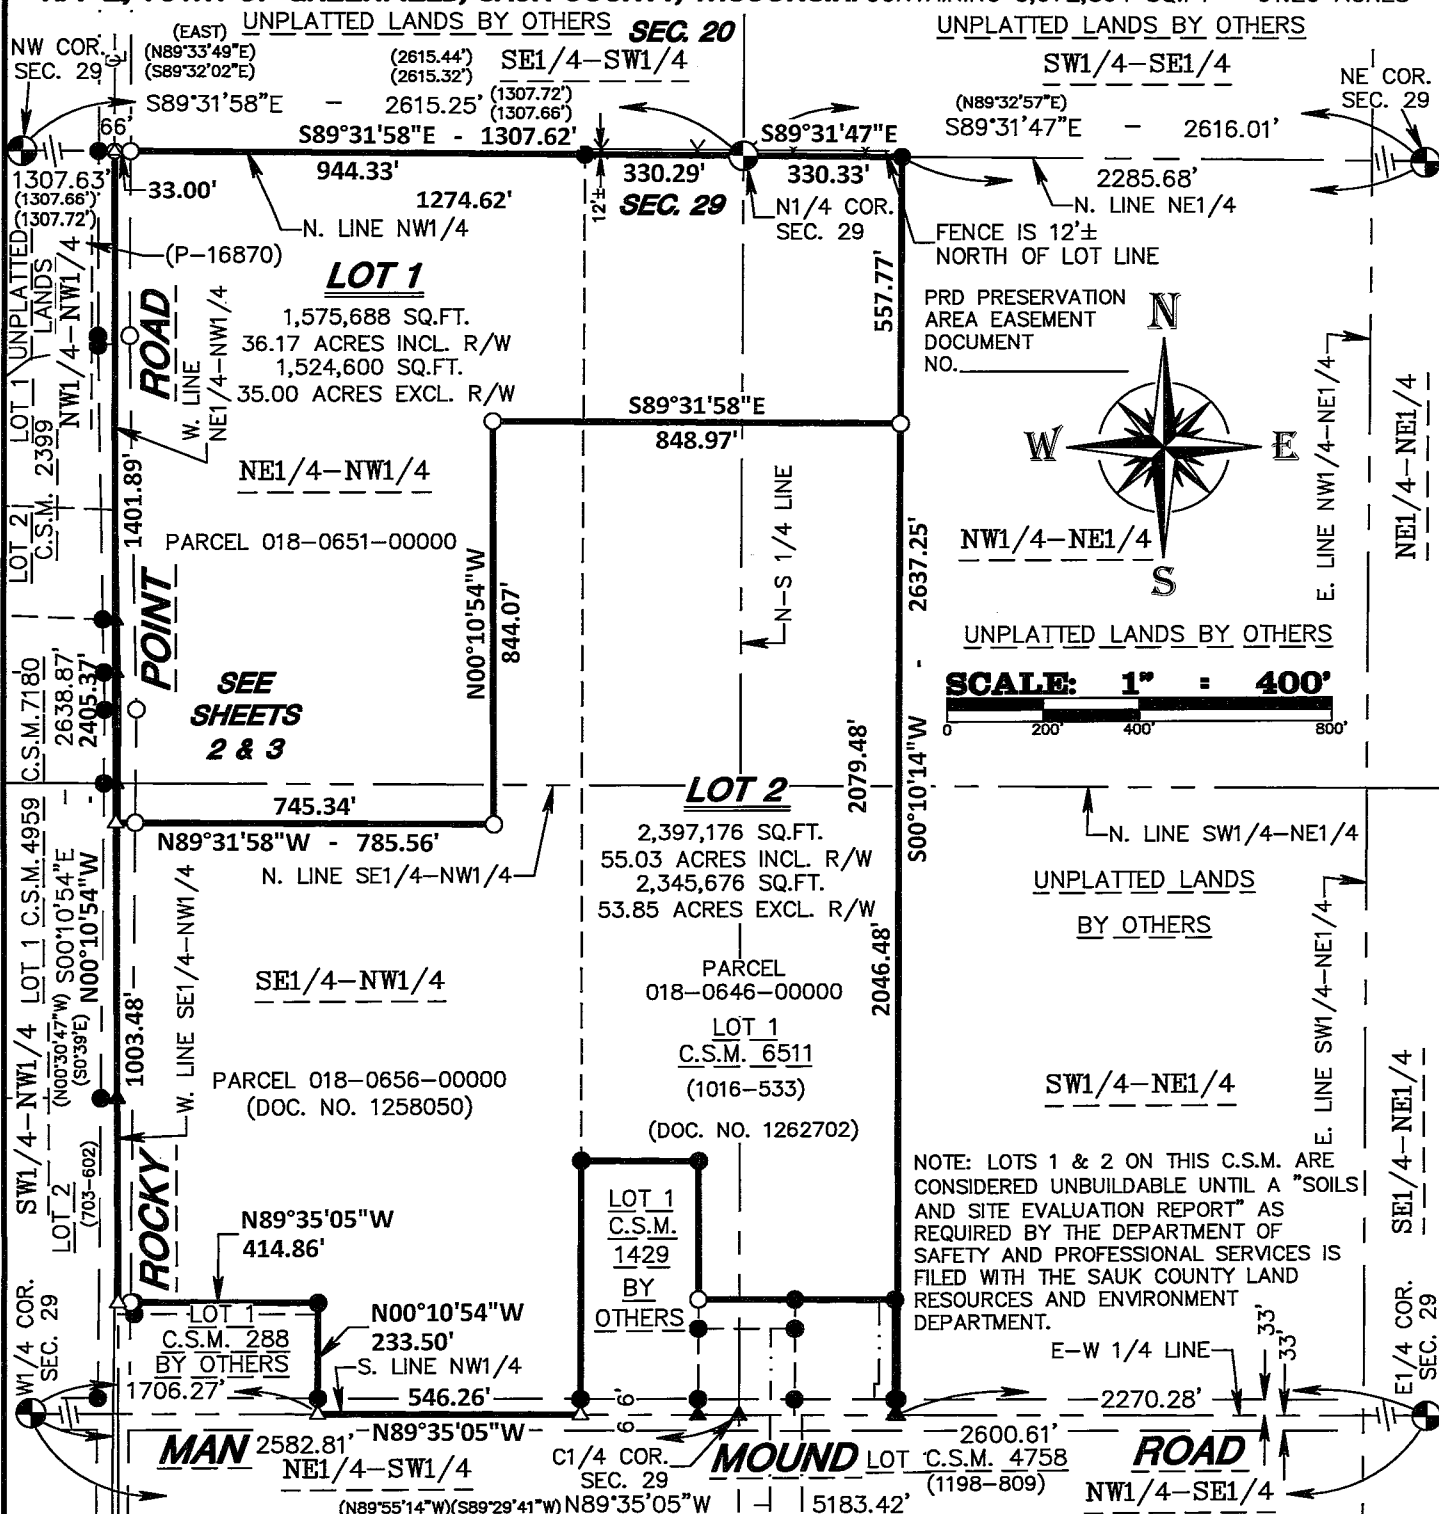 UNPLATTED LANDS BY OTHERS
SEC. 20
UNPLATTED LANDS BY OTHERS
NW COR.
SEC. 29
(EAST)
(N89°33'49"E)
(S89°32'02"E)
(2615.44')
(2615.32')
SE1/4-SW1/4
SW1/4-SE1/4
NE COR.
SEC. 29
S89°31'58"E - 2615.25'
(1307.72')
(1307.66')
(N89°32'57"E)
S89°31'47"E - 2616.01'
66'
S89°31'58"E - 1307.62'
S89°31'47"E
1307.63'
(1307.66')
(1307.72')
33.00'
944.33'
1274.62'
330.29'
330.33'
2285.68'
12'±
SEC. 29
N. LINE NW1/4
N1/4 COR.
SEC. 29
N. LINE NE1/4
(P-16870)
FENCE IS 12'±
NORTH OF LOT LINE
UNPLATTED
LANDS
NW1/4-NW1/4
LOT 1
1,575,688 SQ.FT.
36.17 ACRES INCL. R/W
1,524,600 SQ.FT.
35.00 ACRES EXCL. R/W
557.77'
PRD PRESERVATION
AREA EASEMENT
DOCUMENT
NO.
N
W
E
S
ROAD
W. LINE
NE1/4-NW1/4
S89°31'58"E
848.97'
LOT 1
C.S.M. 2399
LOT 2
1401.89'
NE1/4-NW1/4
PARCEL 018-0651-00000
N-S 1/4 LINE
NW1/4-NE1/4
E. LINE NW1/4-NE1/4
NE1/4-NE1/4
N00°10'54"W
844.07'
2637.25'
-
S00°10'14"W
UNPLATTED LANDS BY OTHERS
SCALE: 1" = 400'
0 200' 400' 800'
POINT
SEE
SHEETS
2 & 3
C.S.M. 7180
2638.87'
2405.37'
-
-
S00°10'54"E
N00°10'54"W
745.34'
N89°31'58"W - 785.56'
N. LINE SE1/4-NW1/4
LOT 2
2,397,176 SQ.FT.
55.03 ACRES INCL. R/W
2,345,676 SQ.FT.
53.85 ACRES EXCL. R/W
2079.48'
2046.48'
N. LINE SW1/4-NE1/4
UNPLATTED LANDS
BY OTHERS
LOT 1 C.S.M. 4959
SW1/4-NW1/4
(N00°30'47"W)
(S0°39'E)
1003.48'
W. LINE SE1/4-NW1/4
SE1/4-NW1/4
PARCEL 018-0656-00000
(DOC. NO. 1258050)
PARCEL
018-0646-00000
LOT 1
C.S.M. 6511
(1016-533)
(DOC. NO. 1262702)
SW1/4-NE1/4
E. LINE SW1/4-NE1/4
SE1/4-NE1/4
LOT 2
(703-602)
ROCKY
N89°35'05"W
414.86'
LOT 1
C.S.M.
1429
BY
OTHERS
NOTE: LOTS 1 & 2 ON THIS C.S.M. ARE
CONSIDERED UNBUILDABLE UNTIL A "SOILS
AND SITE EVALUATION REPORT" AS
REQUIRED BY THE DEPARTMENT OF
SAFETY AND PROFESSIONAL SERVICES IS
FILED WITH THE SAUK COUNTY LAND
RESOURCES AND ENVIRONMENT
DEPARTMENT.
W1/4 COR.
SEC. 29
LOT 1
C.S.M. 288
BY OTHERS
1706.27'
N00°10'54"W
233.50'
S. LINE NW1/4
546.26'
N89°35'05"W
E-W 1/4 LINE
33'
33'
E1/4 COR.
SEC. 29
2270.28'
66'
MAN
2582.81'
NE1/4-SW1/4
C1/4 COR.
SEC. 29
MOUND
LOT
2600.61'
C.S.M. 4758
(1198-809)
ROAD
NW1/4-SE1/4
(N89°55'14"W)(S89°29'41"W) N89°35'05"W - 5183.42'